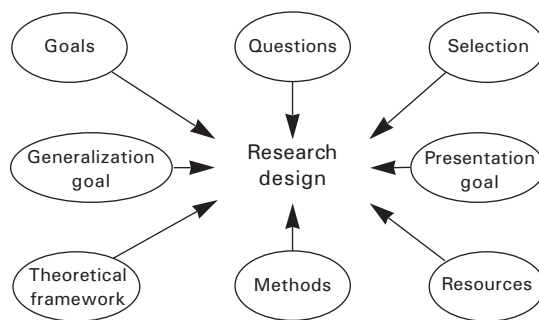 Goals
Questions
Selection
Generalization
goal
Research
design
Presentation
goal
Theoretical
framework
Methods
Resources